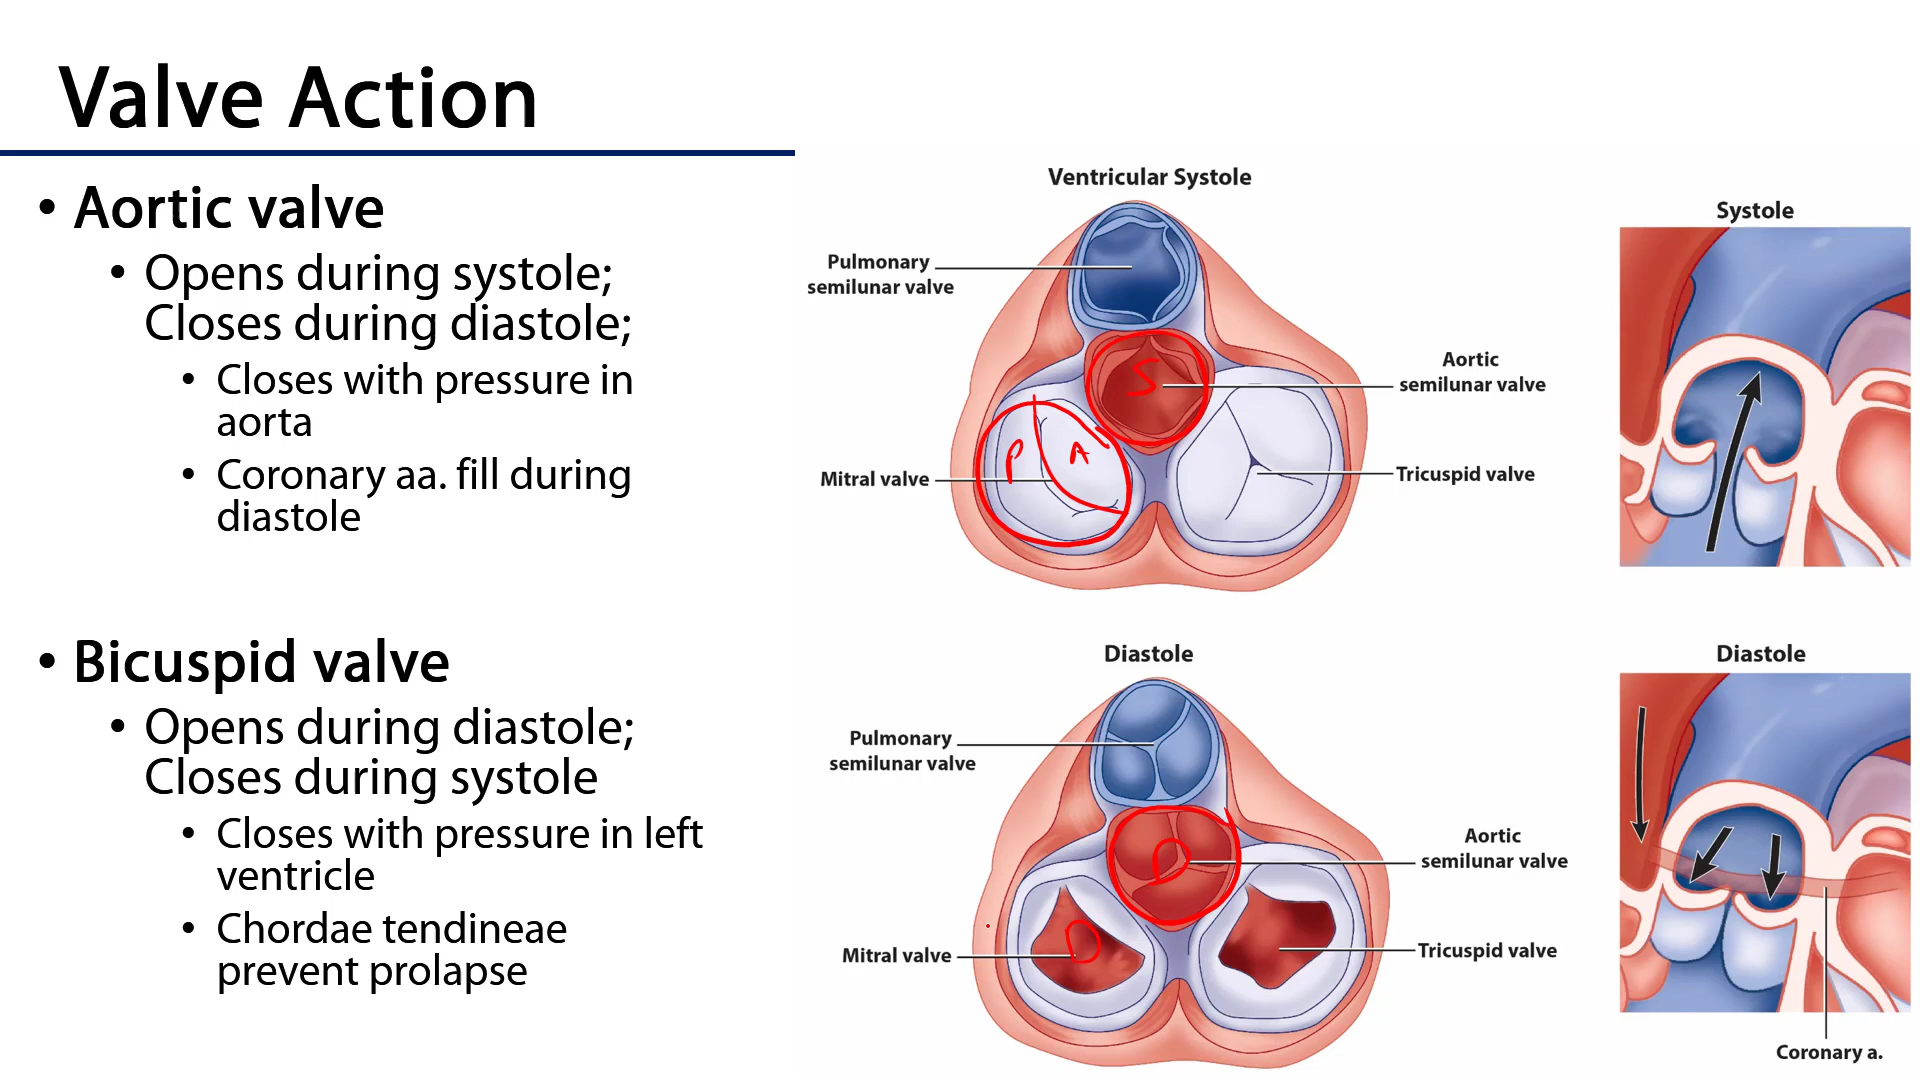 Valve Action
• Aortic valve
• Opens during systole;
Closes during diastole;
• Closes with pressure in
aorta
• Coronary aa. fill during
diastole
• Bicuspid valve
• Opens during diastole;
Closes during systole
• Closes with pressure in left
ventricle
• Chordae tendineae
prevent prolapse
Ventricular Systole
Pulmonary
semilunar valve
Aortic
semilunar valve
S
P A
Mitral valve
Tricuspid valve
Systole
Diastole
Pulmonary
semilunar valve
Aortic
semilunar valve
D
D
Mitral valve
Tricuspid valve
Diastole
Coronary a.